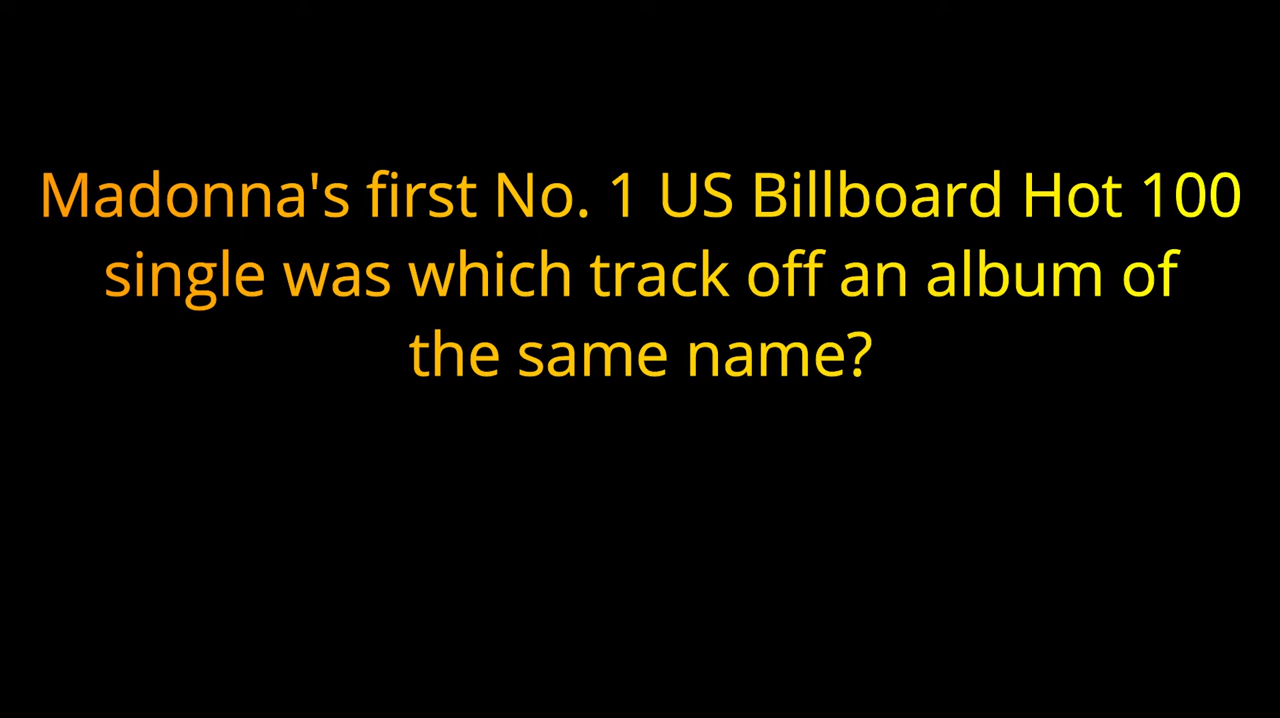 Madonna's first No. 1 US Billboard Hot 100
single was which track off an album of
the same name?